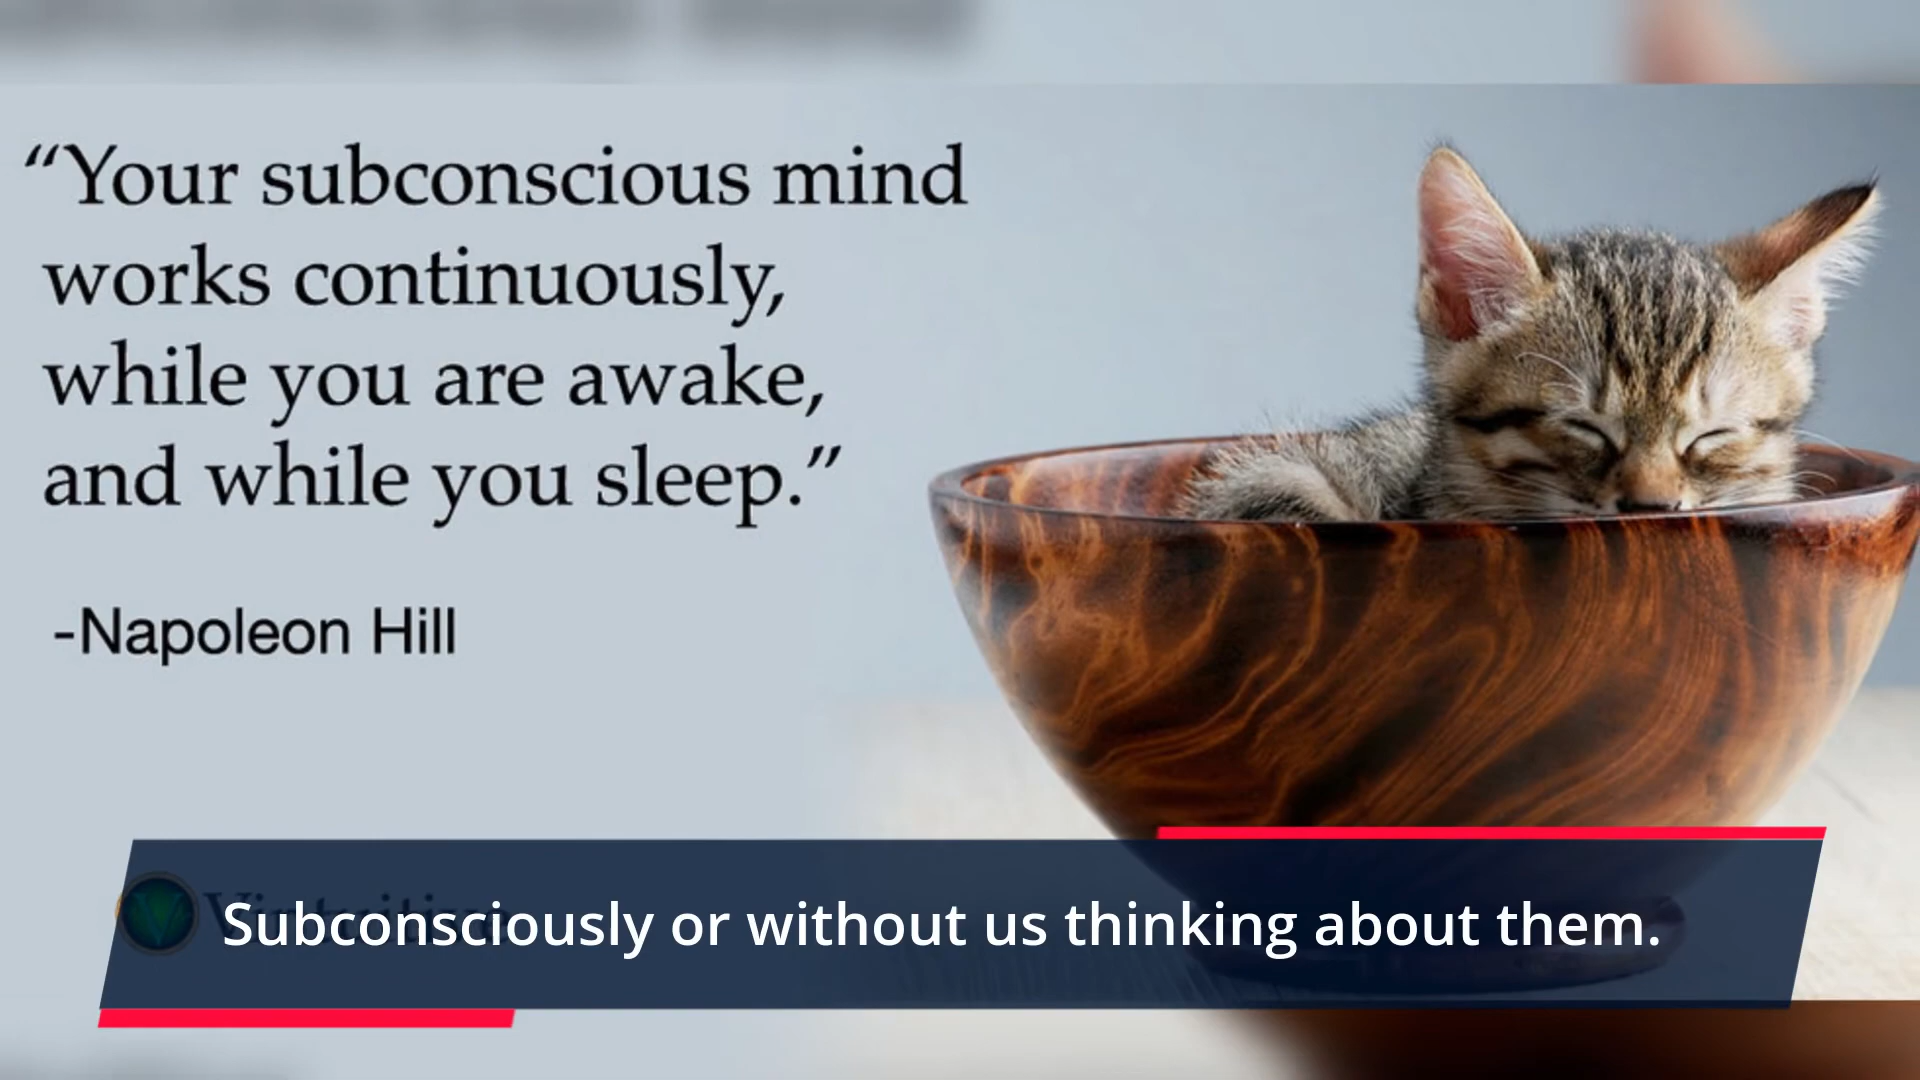 “Your subconscious mind
works continuously,
while you are awake,
and while you sleep.”
-Napoleon Hill
Subconsciously or without us thinking about them.